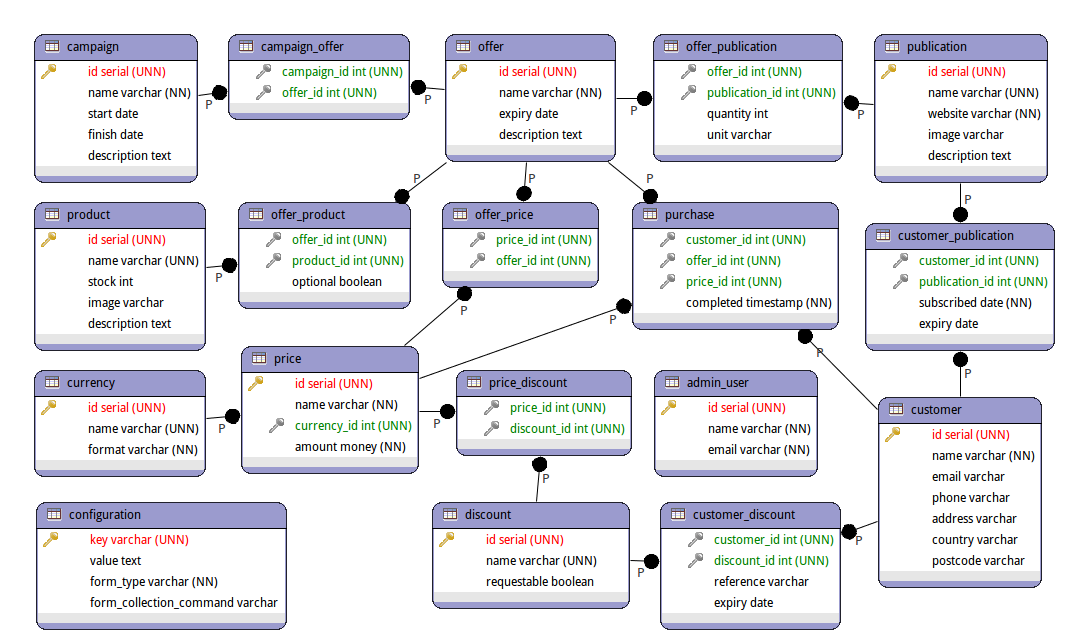 campaign
id serial (UNN)
name varchar (NN)
start date
finish date
description text
P
campaign_offer
campaign_id int (UNN)
offer_id int (UNN)
P
offer
id serial (UNN)
name varchar (NN)
expiry date
description text
P
offer_publication
offer_id int (UNN)
publication_id int (UNN)
quantity int
unit varchar
P
publication
id serial (UNN)
name varchar (UNN)
website varchar (NN)
image varchar
description text
P
P
P
P
product
id serial (UNN)
name varchar (UNN)
stock int
image varchar
description text
P
offer_product
offer_id int (UNN)
product_id int (UNN)
optional boolean
offer_price
price_id int (UNN)
offer_id int (UNN)
P
purchase
customer_id int (UNN)
offer_id int (UNN)
price_id int (UNN)
completed timestamp (NN)
P
P
customer_publication
customer_id int (UNN)
publication_id int (UNN)
subscribed date (NN)
expiry date
P
currency
id serial (UNN)
name varchar (UNN)
format varchar (NN)
P
price
id serial (UNN)
name varchar (NN)
currency_id int (UNN)
amount money (NN)
P
price_discount
price_id int (UNN)
discount_id int (UNN)
P
admin_user
id serial (UNN)
name varchar (NN)
email varchar (NN)
customer
id serial (UNN)
name varchar (NN)
email varchar
phone varchar
address varchar
country varchar
postcode varchar
P
configuration
key varchar (UNN)
value text
form_type varchar (NN)
form_collection_command varchar
discount
id serial (UNN)
name varchar (UNN)
requestable boolean
P
customer_discount
customer_id int (UNN)
discount_id int (UNN)
reference varchar
expiry date